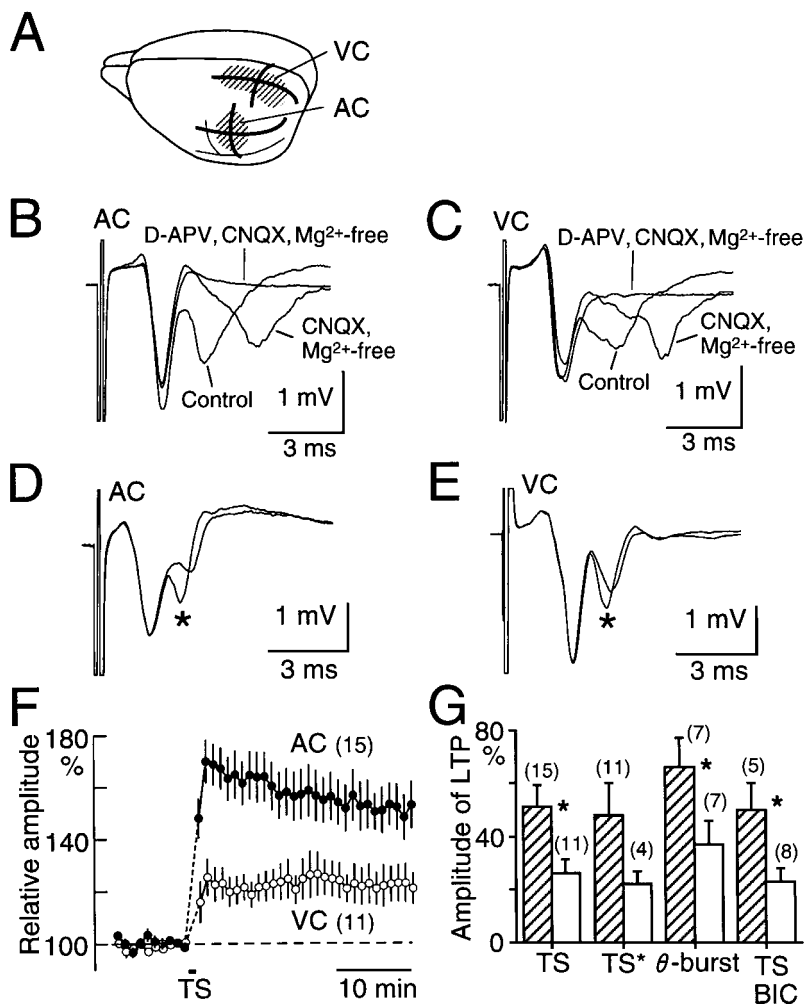 A
VC
AC
B
AC
D-APV, CNQX, Mg²⁺-free
CNQX,
Mg²⁺-free
Control
1 mV
3 ms
C
VC
D-APV, CNQX, Mg²⁺-free
CNQX,
Mg²⁺-free
Control
1 mV
3 ms
D
AC
*
1 mV
3 ms
E
VC
*
1 mV
3 ms
F
Relative amplitude
180
%
140
100
AC (15)
VC (11)
TS
10 min
G
Amplitude of LTP
80
%
40
0
(15)
*
(11)
(11)
(4)
(7)
*
(7)
(5)
*
(8)
TS
TS*
θ-burst
TS
BIC